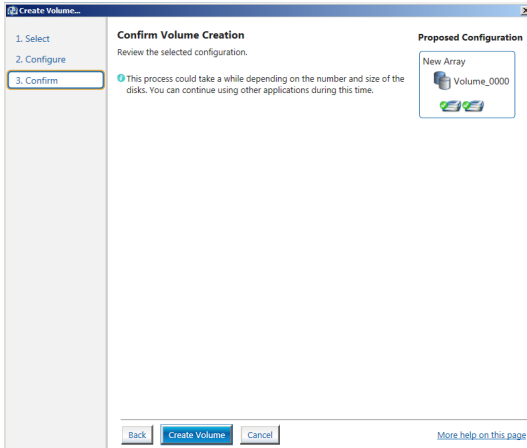 Create Volume...
1. Select
2. Configure
3. Confirm
Confirm Volume Creation
Review the selected configuration.
This process could take a while depending on the number and size of the
disks. You can continue using other applications during this time.
Proposed Configuration
New Array
Volume_0000
Back
Create Volume
Cancel
More help on this page